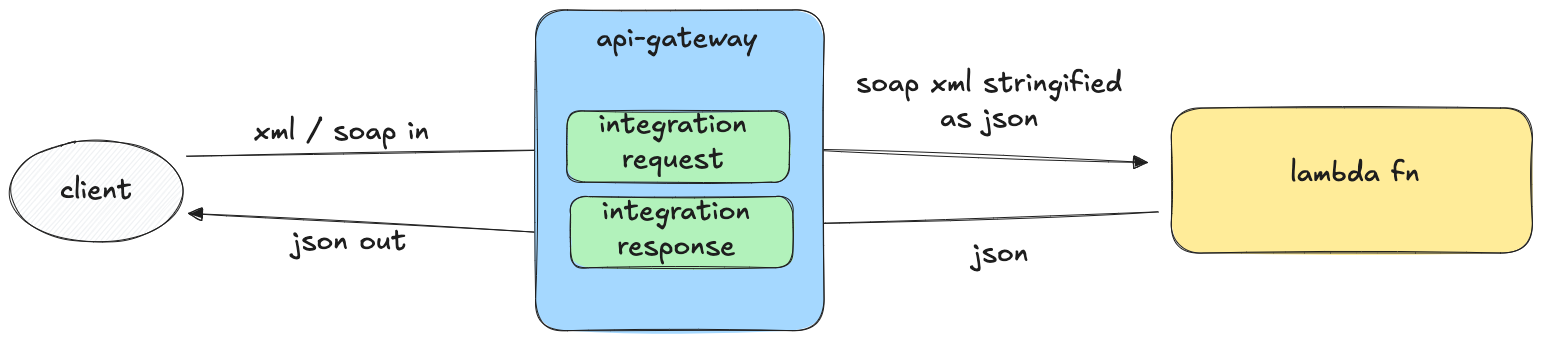 api-gateway
soap xml stringified
as json
xml / soap in
integration
request
client
lambda fn
integration
response
json out
json